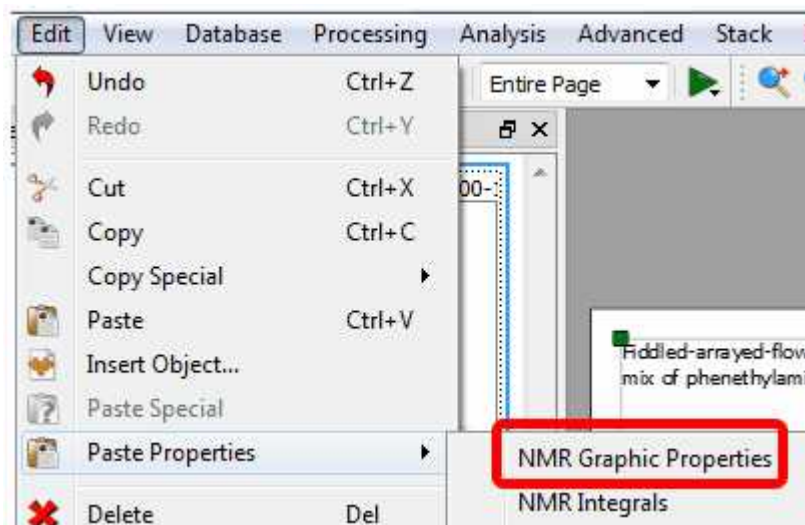 Edit View Database Processing Analysis Advanced Stack
Undo Ctrl+Z
Entire Page
Redo Ctrl+Y
Cut Ctrl+X
00-
Copy Ctrl+C
Copy Special
Paste Ctrl+V
Insert Object...
Fiddled-arrayed-flow
mix of phenethylami
Paste Special
Paste Properties
NMR Graphic Properties
NMR Integrals
Delete Del